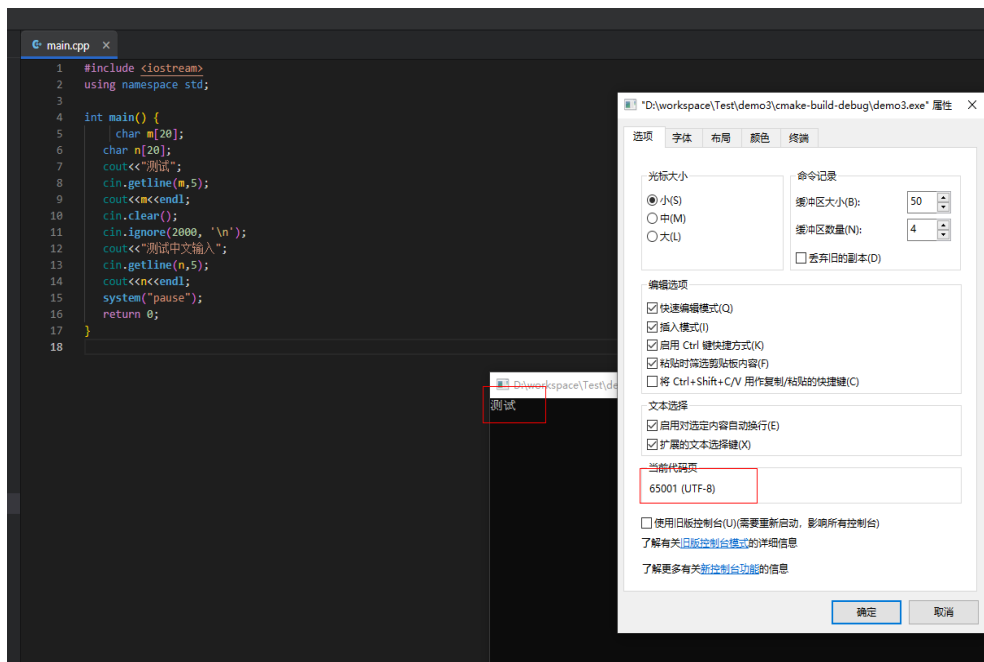 main.cpp ×
1 #include <iostream>
2 using namespace std;
3
4 int main() {
5 char m[20];
6 char n[20];
7 cout<<"测试";
8 cin.getline(m,5);
9 cout<<m<<endl;
10 cin.clear();
11 cin.ignore(2000, '\n');
12 cout<<"测试中文输入";
13 cin.getline(n,5);
14 cout<<n<<endl;
15 system("pause");
16 return 0;
17 }
18
D:\workspace\Test\de
测试
"D:\workspace\Test\demo3\cmake-build-debug\demo3.exe" 属性
选项 字体 布局 颜色 终端
光标大小
小(S)
中(M)
大(L)
命令记录
缓冲区大小(B): 50
缓冲区数量(N): 4
丢弃旧的副本(D)
编辑选项
快速编辑模式(Q)
插入模式(I)
启用 Ctrl 键快捷方式(K)
粘贴时筛选剪贴板内容(F)
将 Ctrl+Shift+C/V 用作复制/粘贴的快捷键(C)
文本选择
启用对选定内容自动换行(E)
扩展的文本选择键(X)
当前代码页
65001 (UTF-8)
使用旧版控制台(U)(需要重新启动，影响所有控制台)
了解有关旧版控制台模式的详细信息
了解更多有关新控制台功能的信息
确定 取消